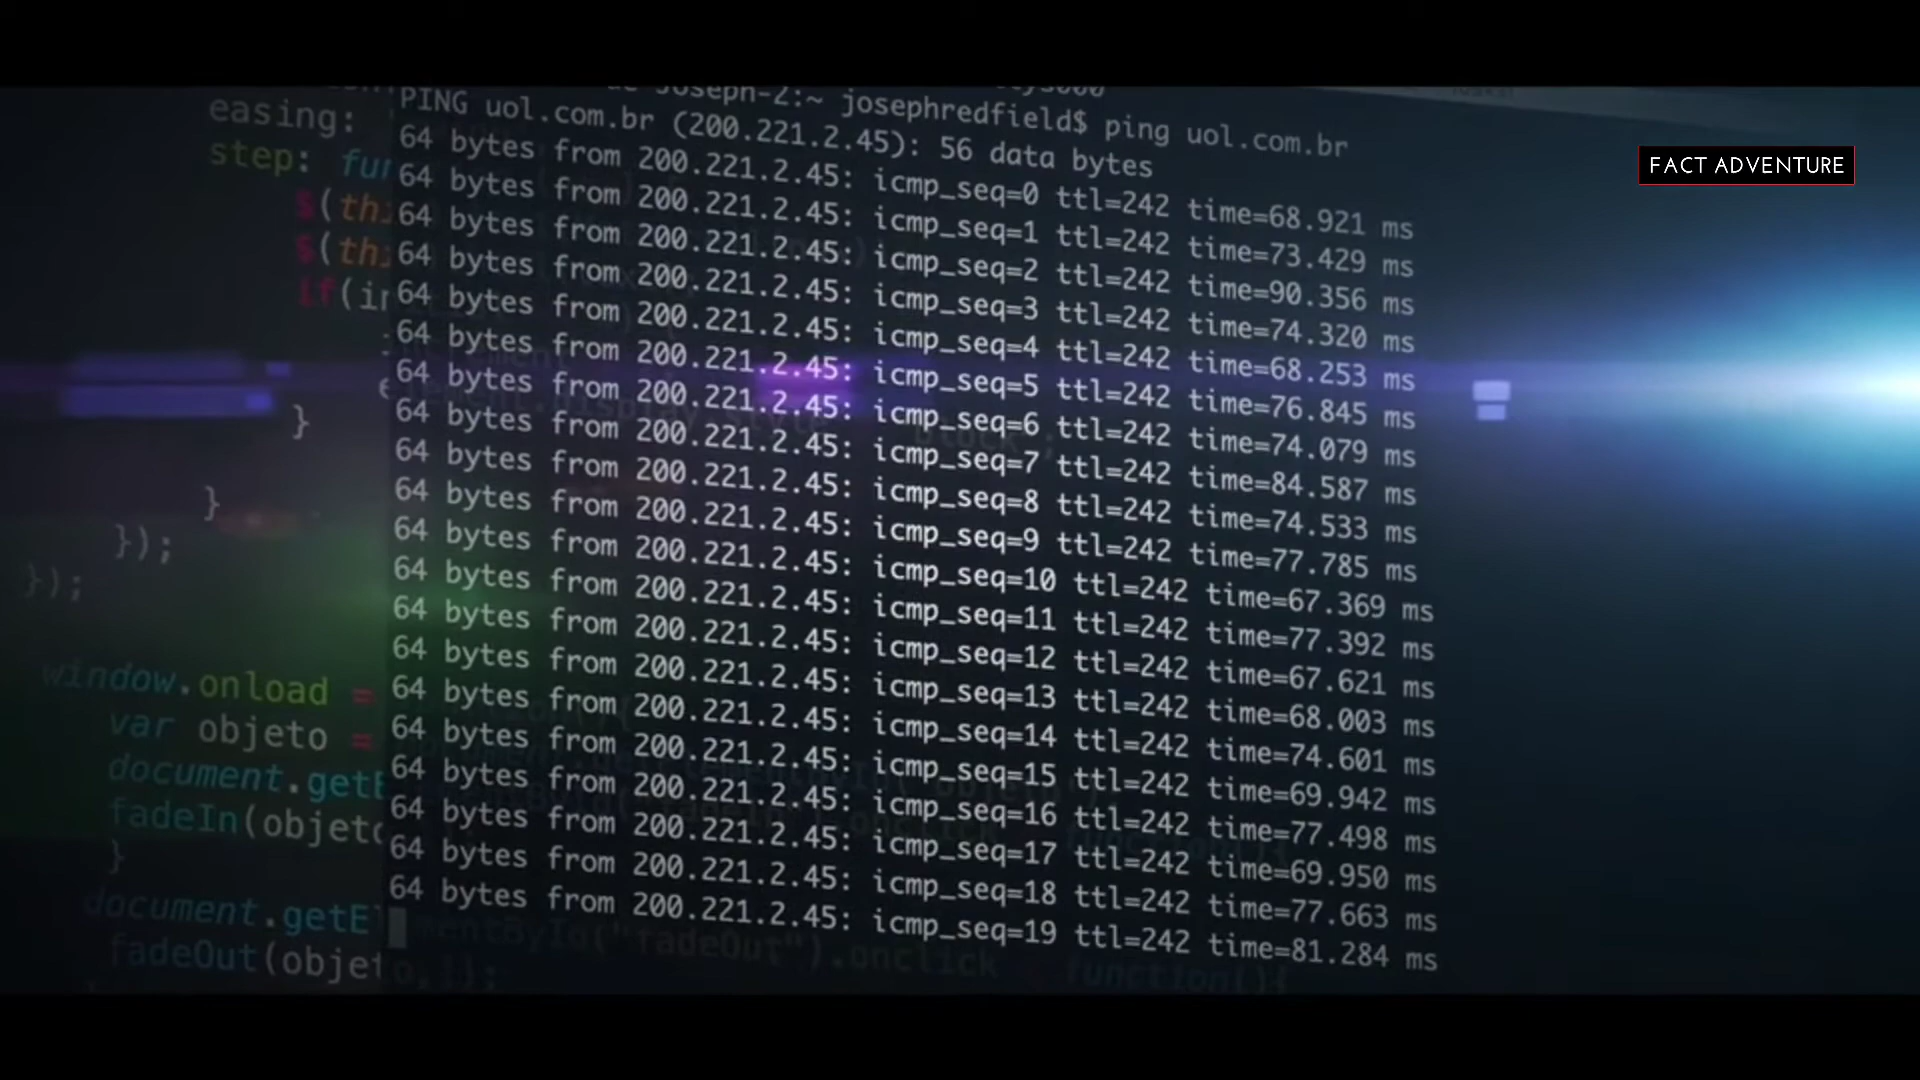 Joseph-2:~ josephredfield$ ping uol.com.br
PING uol.com.br (200.221.2.45): 56 data bytes
64 bytes from 200.221.2.45: icmp_seq=0 ttl=242 time=68.921 ms
64 bytes from 200.221.2.45: icmp_seq=1 ttl=242 time=73.429 ms
64 bytes from 200.221.2.45: icmp_seq=2 ttl=242 time=90.356 ms
64 bytes from 200.221.2.45: icmp_seq=3 ttl=242 time=74.320 ms
64 bytes from 200.221.2.45: icmp_seq=4 ttl=242 time=68.253 ms
64 bytes from 200.221.2.45: icmp_seq=5 ttl=242 time=76.845 ms
64 bytes from 200.221.2.45: icmp_seq=6 ttl=242 time=74.079 ms
64 bytes from 200.221.2.45: icmp_seq=7 ttl=242 time=84.587 ms
64 bytes from 200.221.2.45: icmp_seq=8 ttl=242 time=74.533 ms
64 bytes from 200.221.2.45: icmp_seq=9 ttl=242 time=77.785 ms
64 bytes from 200.221.2.45: icmp_seq=10 ttl=242 time=67.369 ms
64 bytes from 200.221.2.45: icmp_seq=11 ttl=242 time=77.392 ms
64 bytes from 200.221.2.45: icmp_seq=12 ttl=242 time=67.621 ms
64 bytes from 200.221.2.45: icmp_seq=13 ttl=242 time=68.003 ms
64 bytes from 200.221.2.45: icmp_seq=14 ttl=242 time=74.601 ms
64 bytes from 200.221.2.45: icmp_seq=15 ttl=242 time=69.942 ms
64 bytes from 200.221.2.45: icmp_seq=16 ttl=242 time=77.498 ms
64 bytes from 200.221.2.45: icmp_seq=17 ttl=242 time=69.950 ms
64 bytes from 200.221.2.45: icmp_seq=18 ttl=242 time=77.663 ms
64 bytes from 200.221.2.45: icmp_seq=19 ttl=242 time=81.284 ms
FACT ADVENTURE
easing:
step: fun
$(thi
$(thi
if(in
}
}
});
});
window.onload =
var objeto =
document.getE
fadeIn(objeto
}
document.getElementById("fadeOut").onclick function(){
fadeOut(objeto,